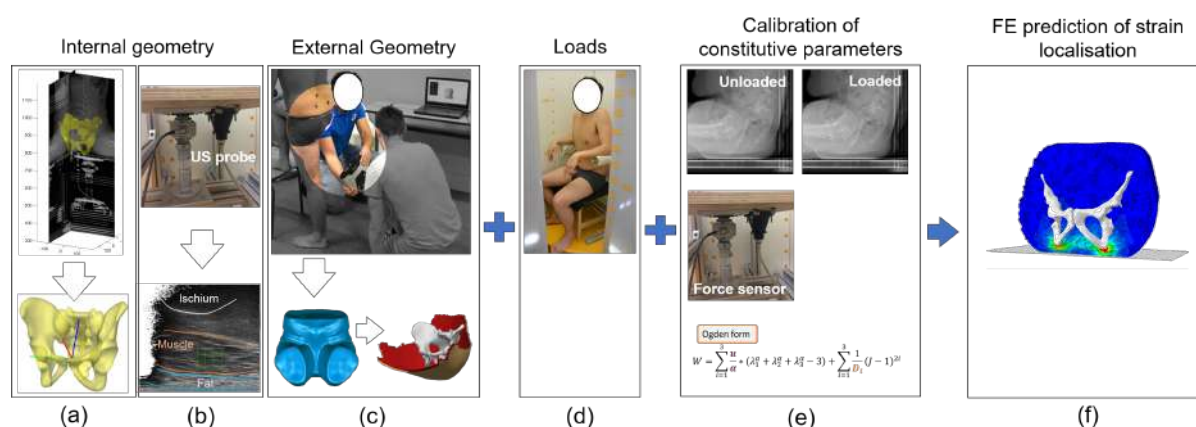 Internal geometry
External Geometry
Loads
Calibration of
constitutive parameters
FE prediction of strain
localisation
US probe
Unloaded
Loaded
Force sensor
Ischium
Muscle
Fat
Ogden form
(a)
(b)
(c)
(d)
(e)
(f)